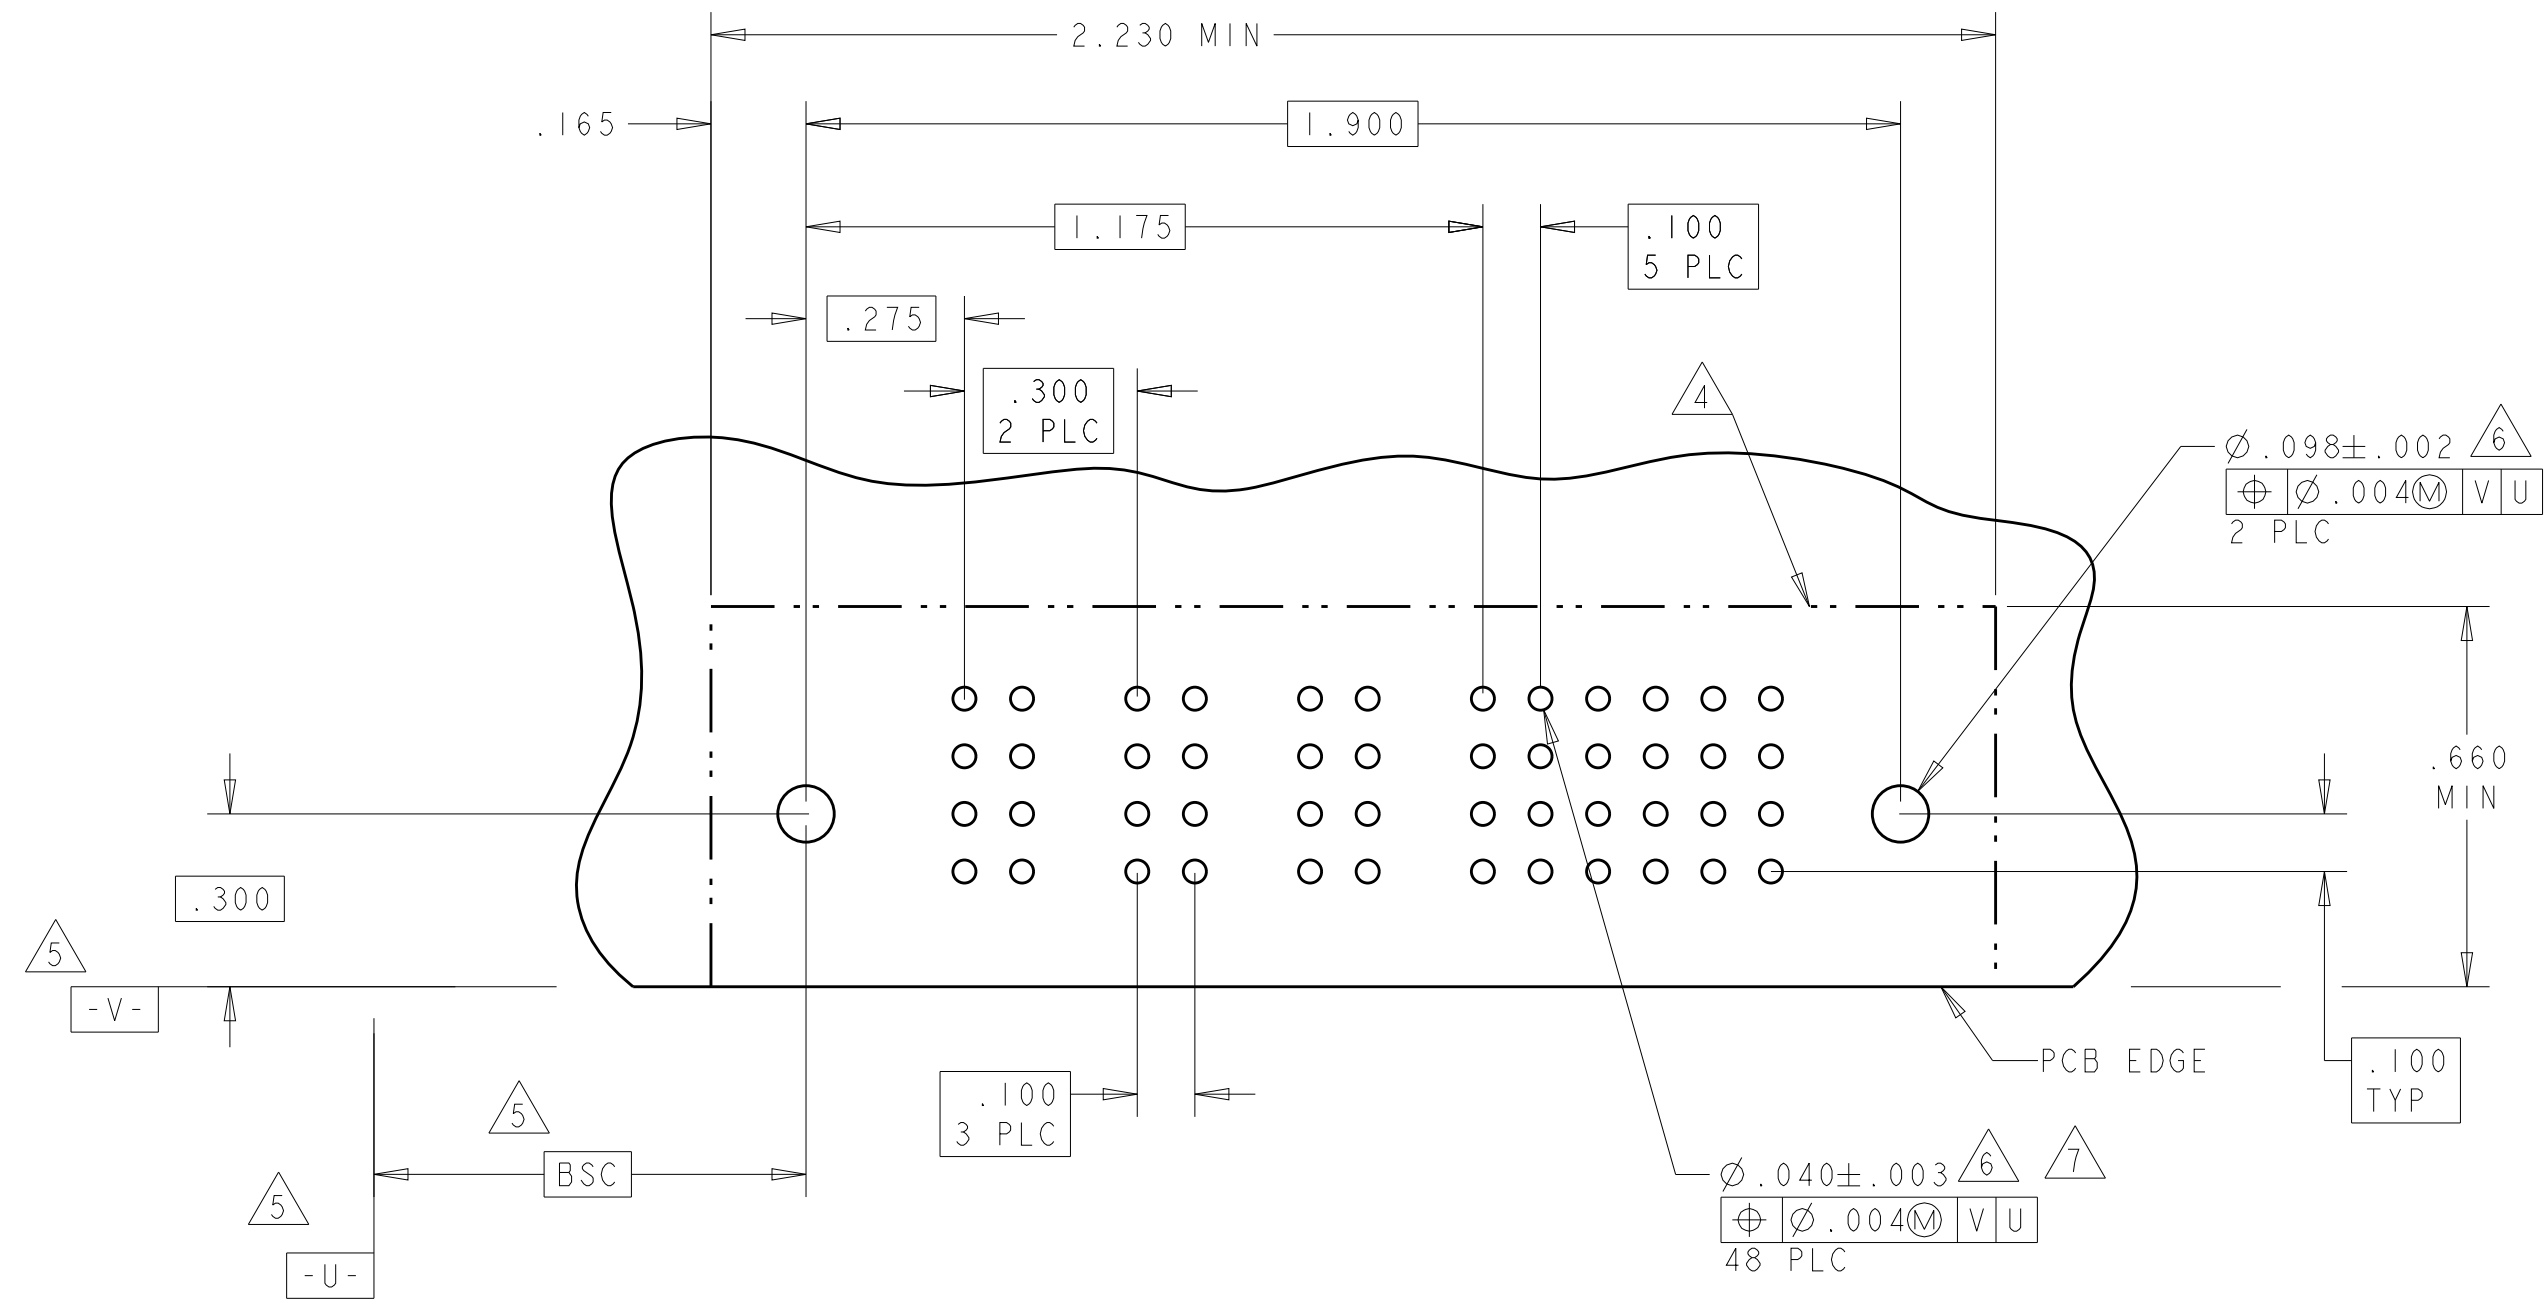 2.230 MIN
.165
1.900
1.175
.100
5 PLC
.275
.300
2 PLC
4
⌀.098±.002 6
⌖ ⌀.004Ⓜ V U
2 PLC
.660
MIN
.300
5
-V-
PCB EDGE
.100
TYP
.100
3 PLC
5
BSC
5
-U-
⌀.040±.003 6 7
⌖ ⌀.004Ⓜ V U
48 PLC